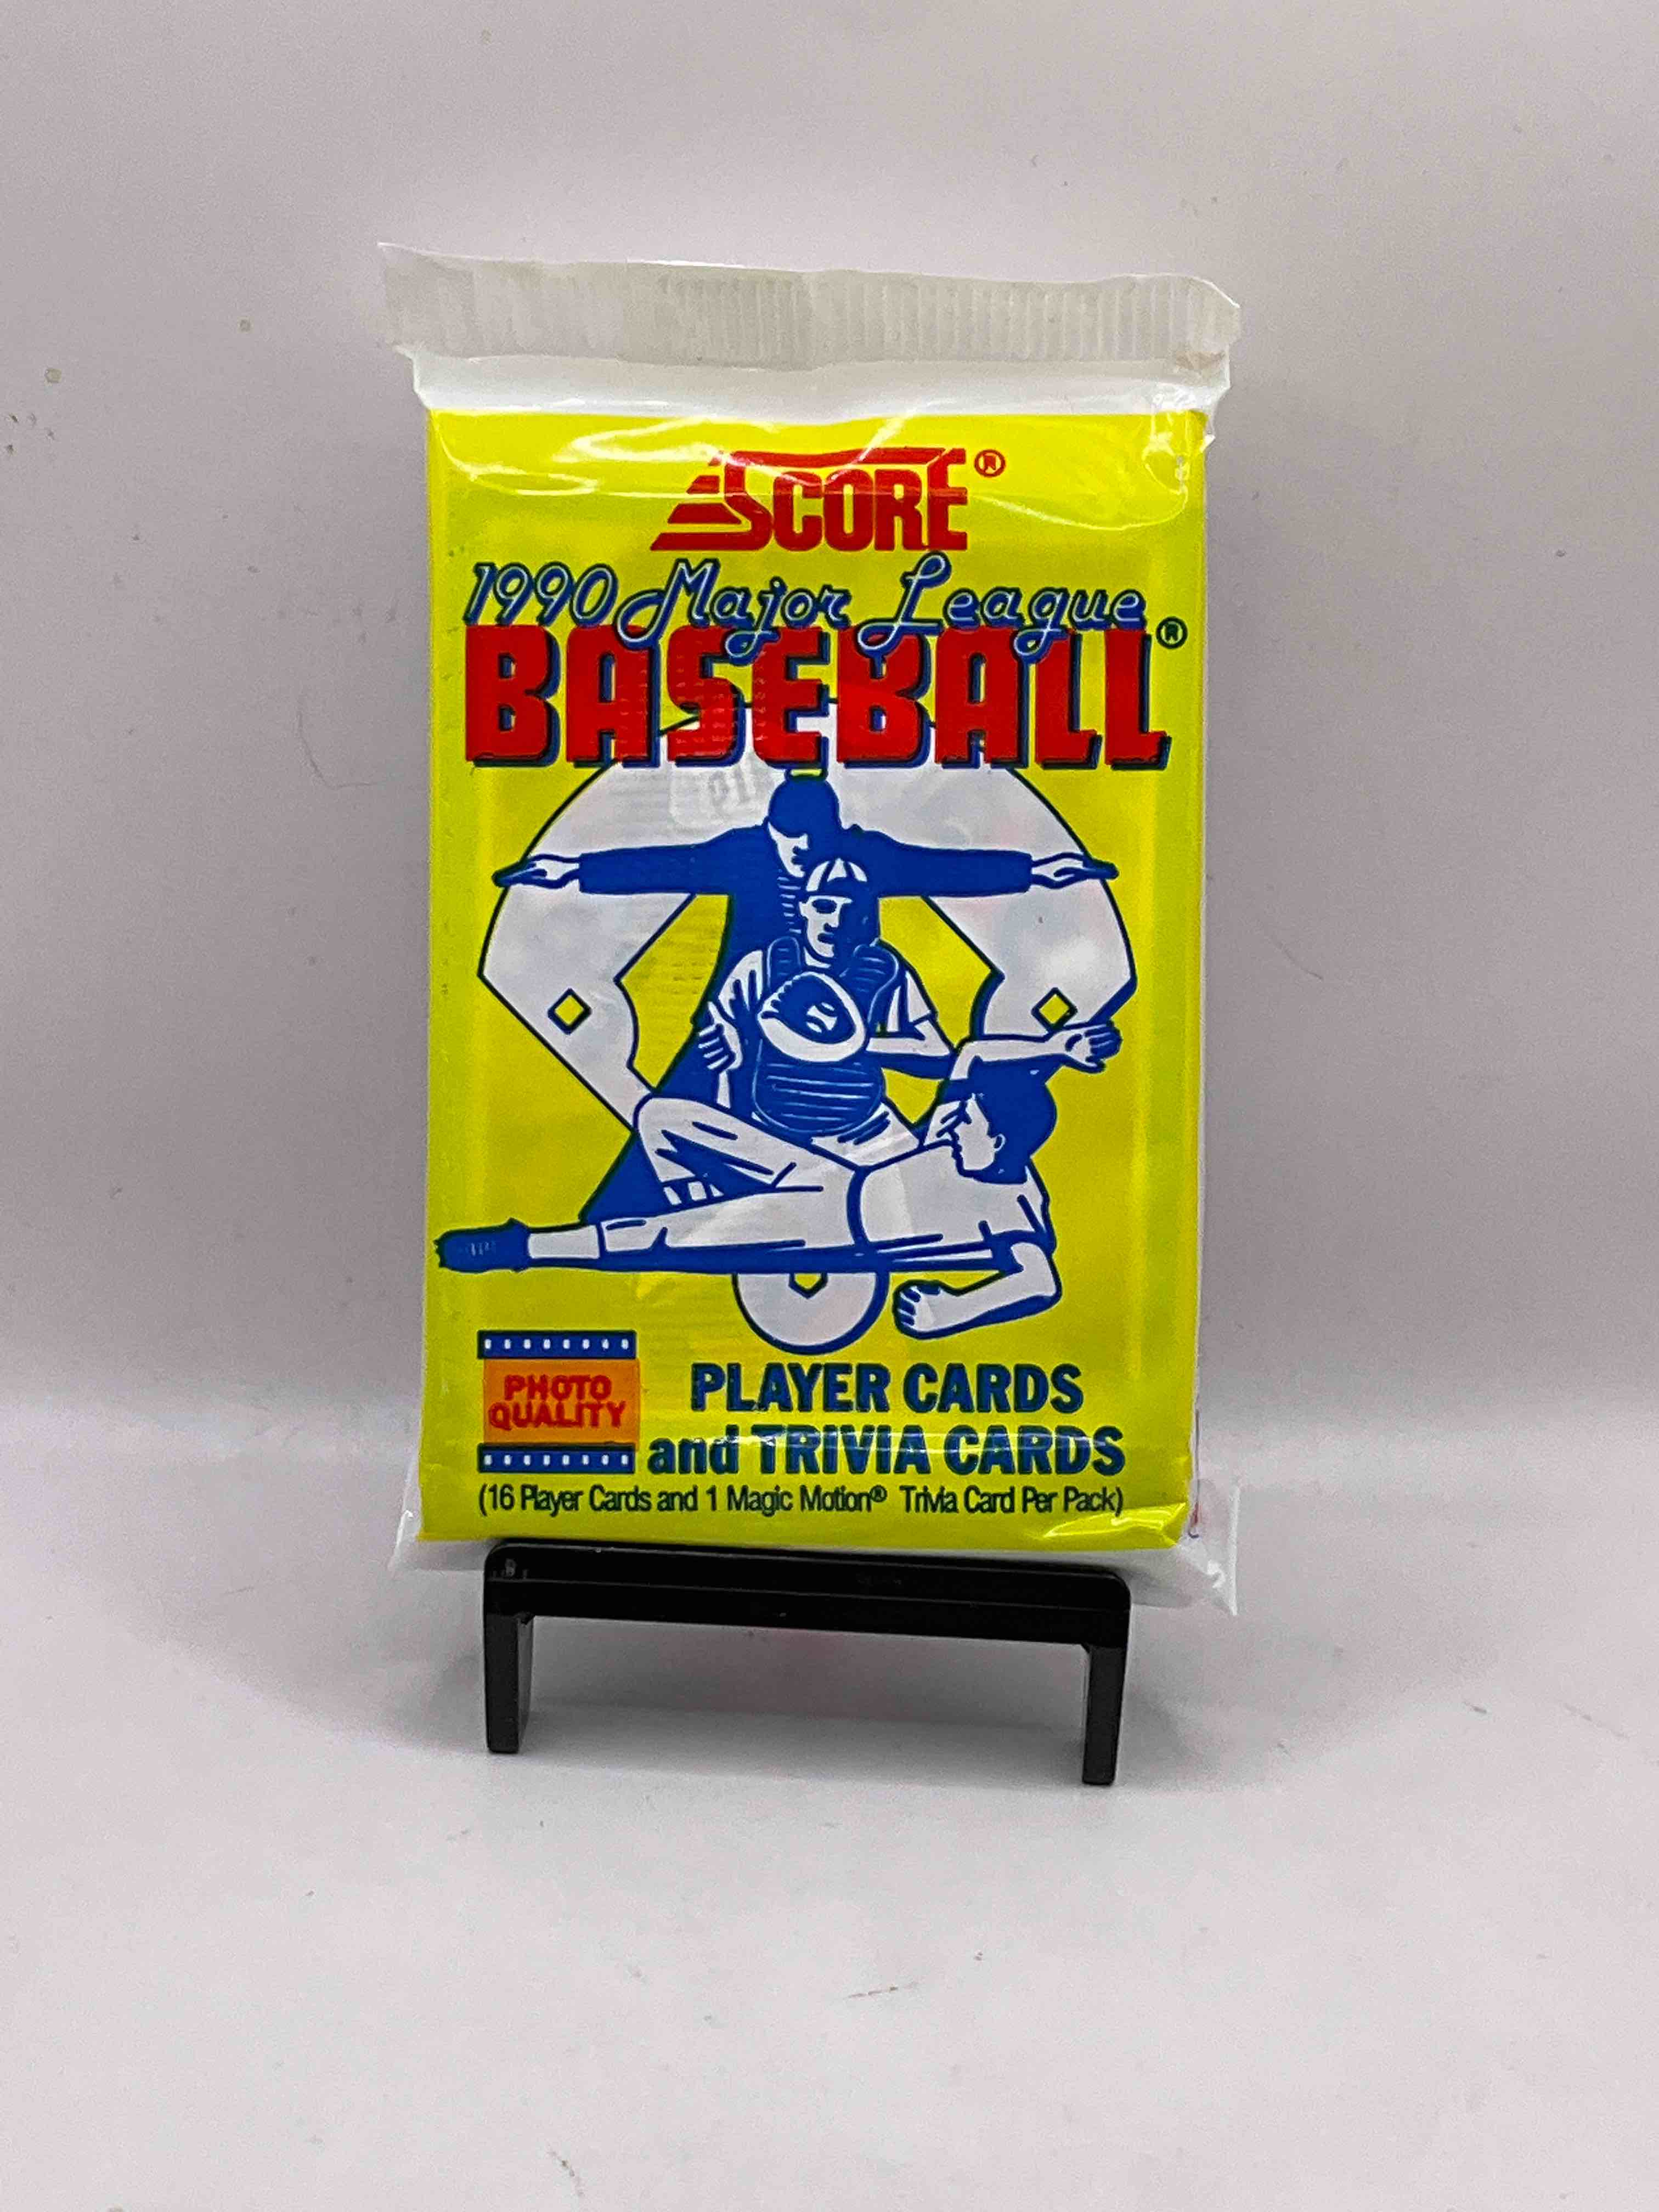 SCORE®
1990 Major League
BASEBALL®
PHOTO
QUALITY
PLAYER CARDS
and TRIVIA CARDS
(16 Player Cards and 1 Magic Motion® Trivia Card Per Pack)